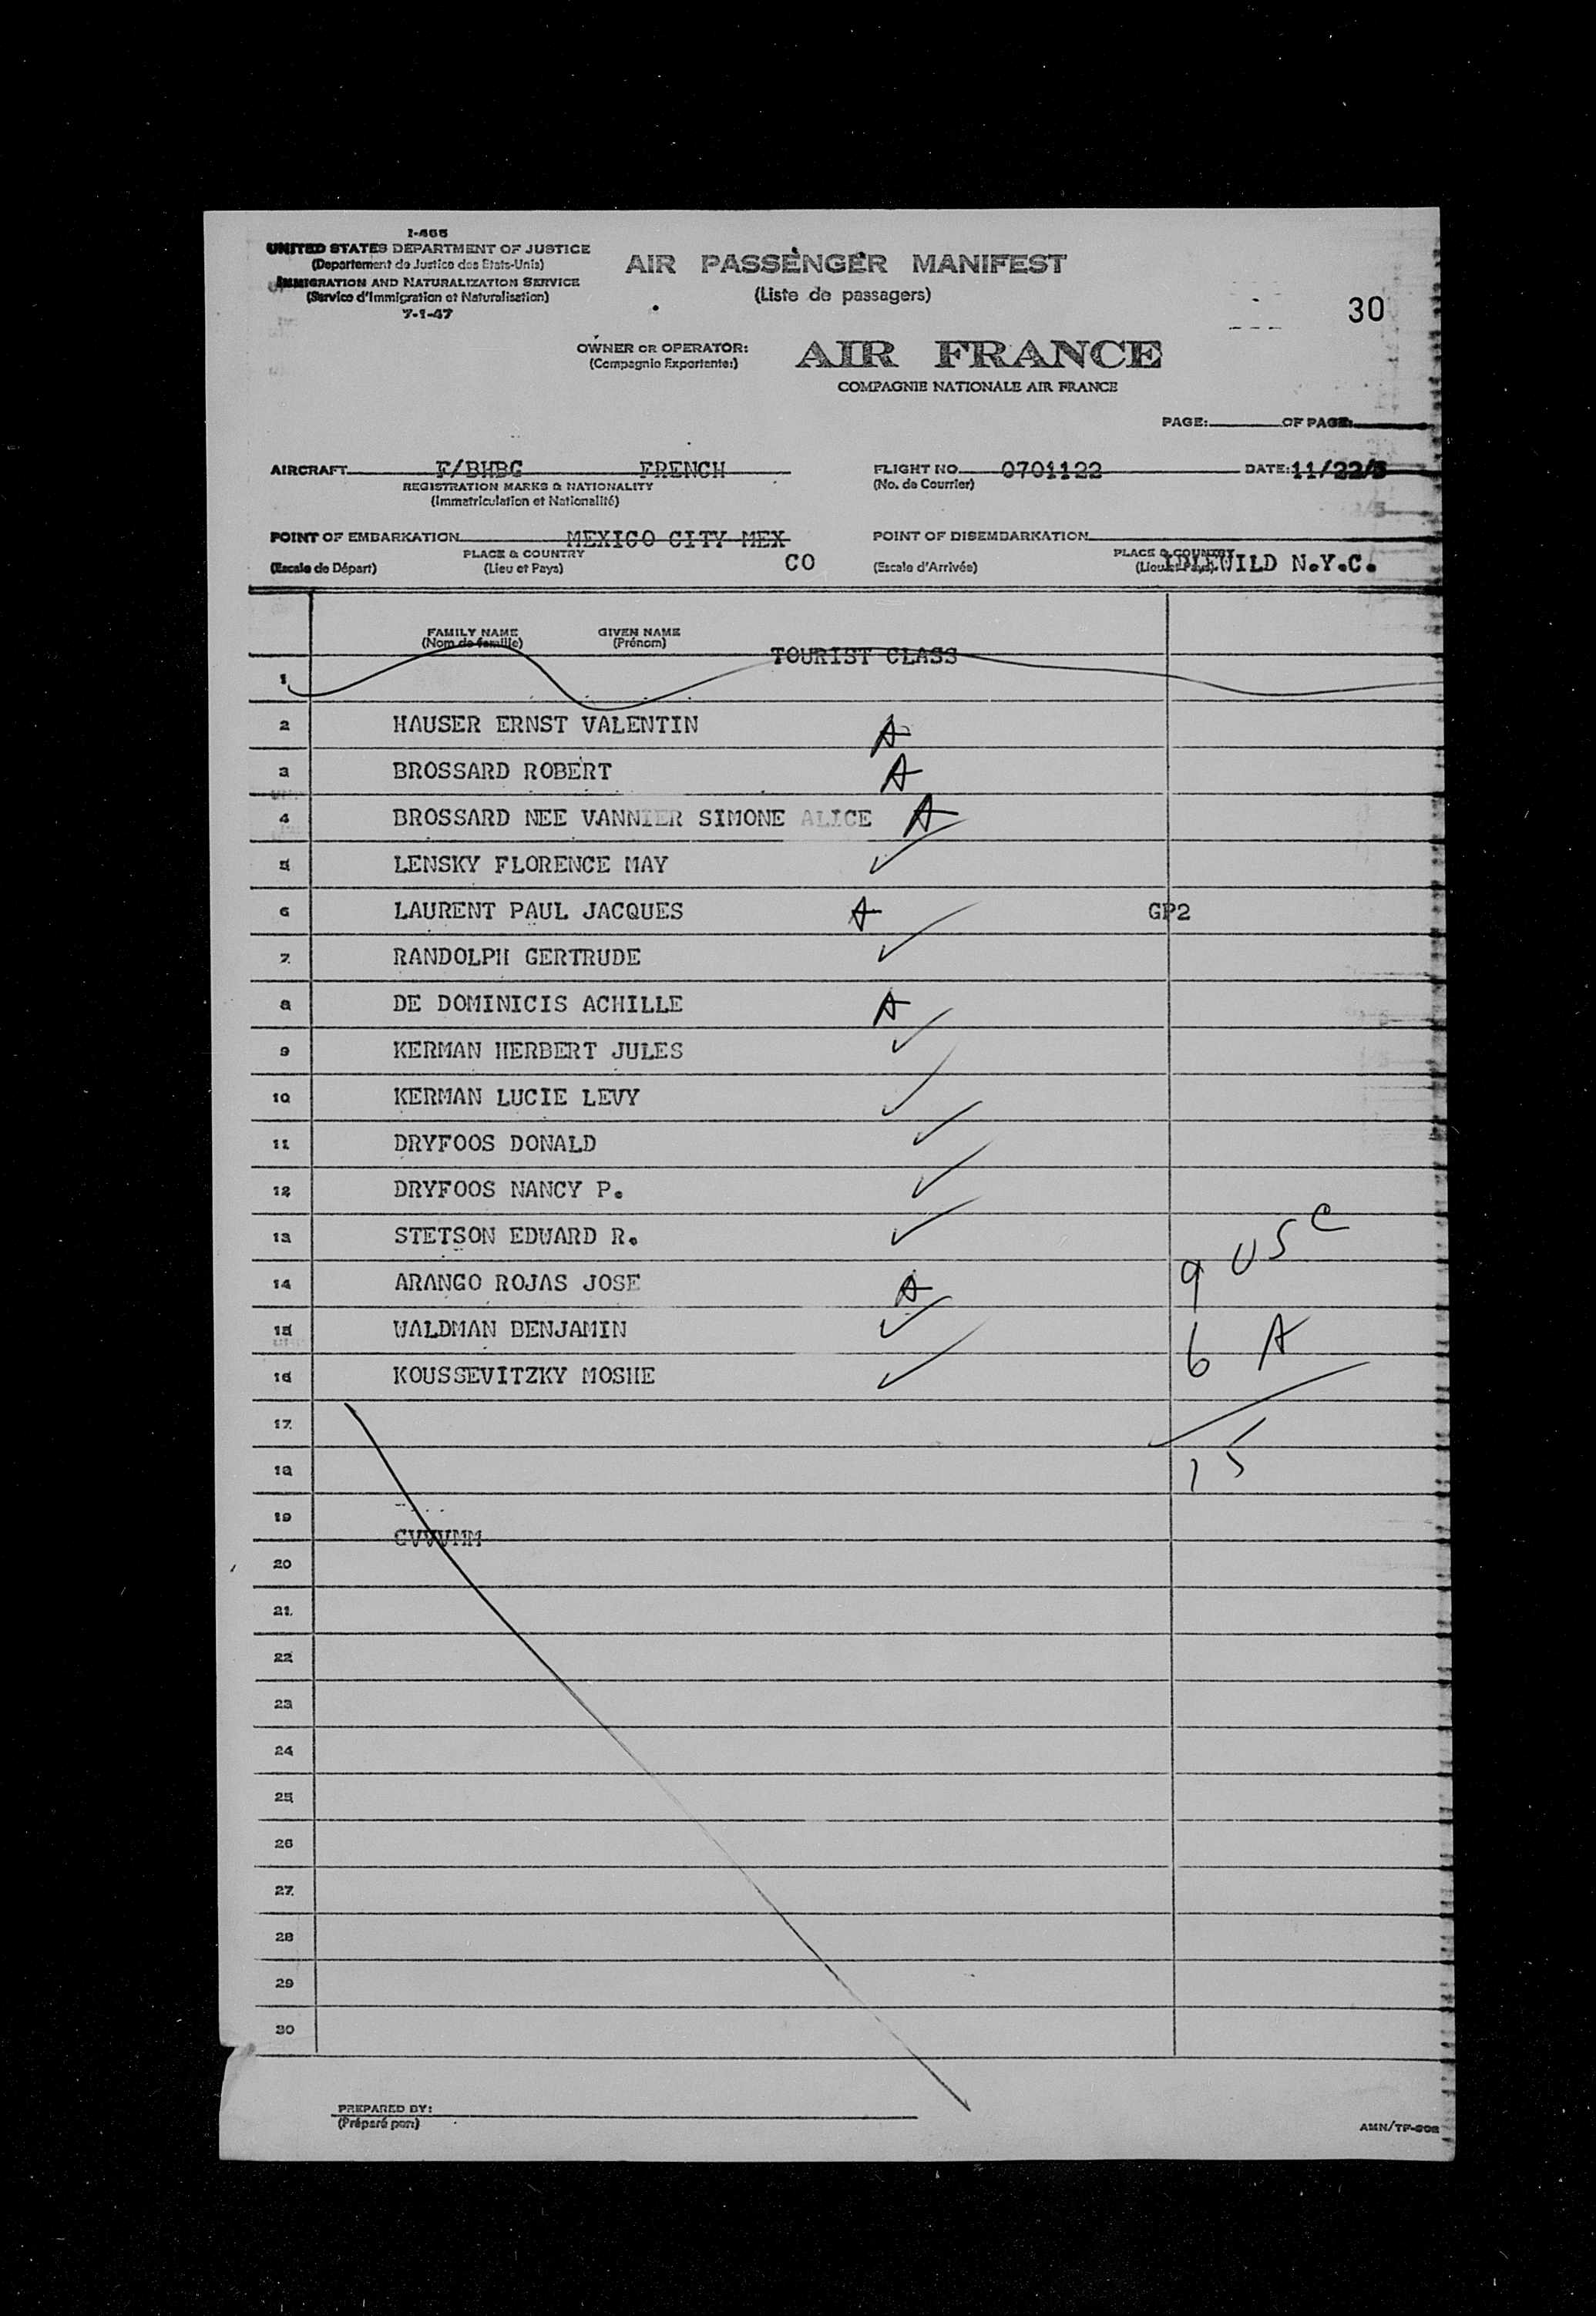 I-466
UNITED STATES DEPARTMENT OF JUSTICE
(Departement de Justice des Etats-Unis)
IMMIGRATION AND NATURALIZATION SERVICE
(Service d'Immigration et Naturalisation)
7-1-47
AIR PASSENGER MANIFEST
(Liste de passagers)
30
OWNER OR OPERATOR:
(Compagnie Exportente:)
AIR FRANCE
COMPAGNIE NATIONALE AIR FRANCE
PAGE: OF PAGE:
AIRCRAFT F/BHBC FRENCH FLIGHT NO. 0701122 DATE: 11/22/5
REGISTRATION MARKS & NATIONALITY (No. de Courrier)
(Immatriculation et Nationalité)
POINT OF EMBARKATION MEXICO CITY MEX POINT OF DISEMBARKATION
PLACE & COUNTRY CO PLACE & COUNTRY
(Escale de Départ) (Lieu et Pays) (Escale d'Arrivée) IDLEWILD N.Y.C.
FAMILY NAME GIVEN NAME
(Nom de famille) (Prénom)
TOURIST CLASS
1
2 HAUSER ERNST VALENTIN A
3 BROSSARD ROBERT A
4 BROSSARD NEE VANNIER SIMONE ALICE A
5 LENSKY FLORENCE MAY ✓
6 LAURENT PAUL JACQUES A GP2
7 RANDOLPH GERTRUDE ✓
8 DE DOMINICIS ACHILLE A
9 KERMAN HERBERT JULES ✓
10 KERMAN LUCIE LEVY ✓
11 DRYFOOS DONALD ✓
12 DRYFOOS NANCY P. ✓
13 STETSON EDWARD R. ✓
14 ARANGO ROJAS JOSE A 9 USC
15 WALDMAN BENJAMIN ✓ 6 A
16 KOUSSEVITZKY MOSHE ✓
17
18 15
19
GVVVMM
20
21
22
23
24
25
26
27
28
29
30
PREPARED BY:
(Préparé par:)